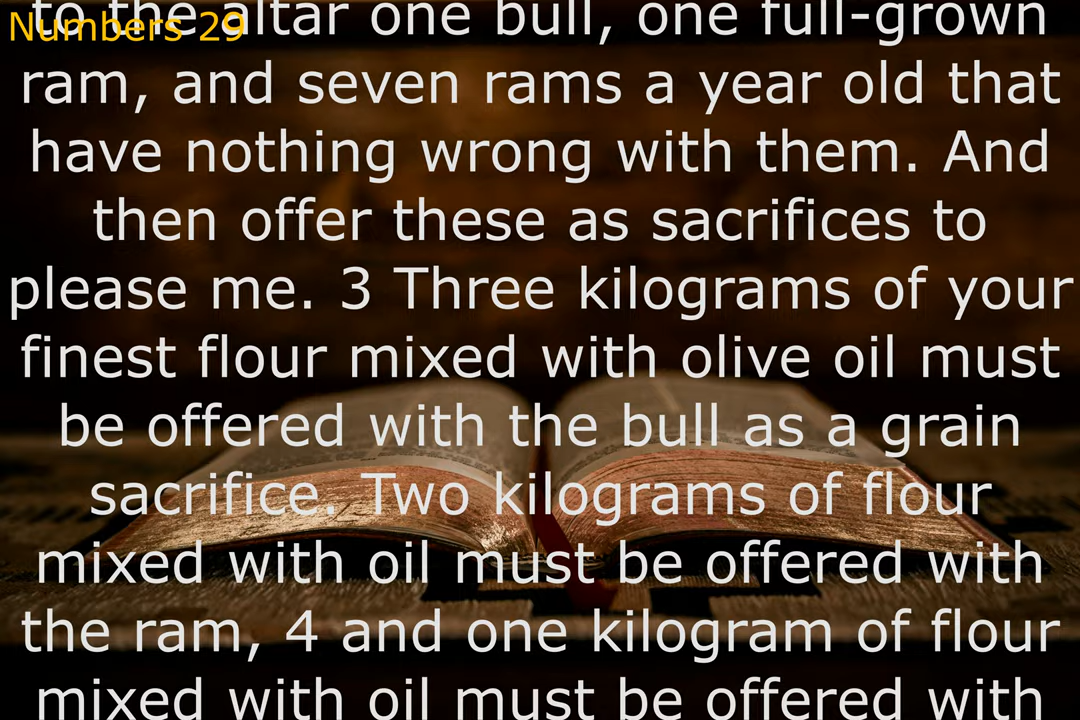 Numbers 29
to the altar one bull, one full-grown
ram, and seven rams a year old that
have nothing wrong with them. And
then offer these as sacrifices to
please me. 3 Three kilograms of your
finest flour mixed with olive oil must
be offered with the bull as a grain
sacrifice. Two kilograms of flour
mixed with oil must be offered with
the ram, 4 and one kilogram of flour
mixed with oil must be offered with